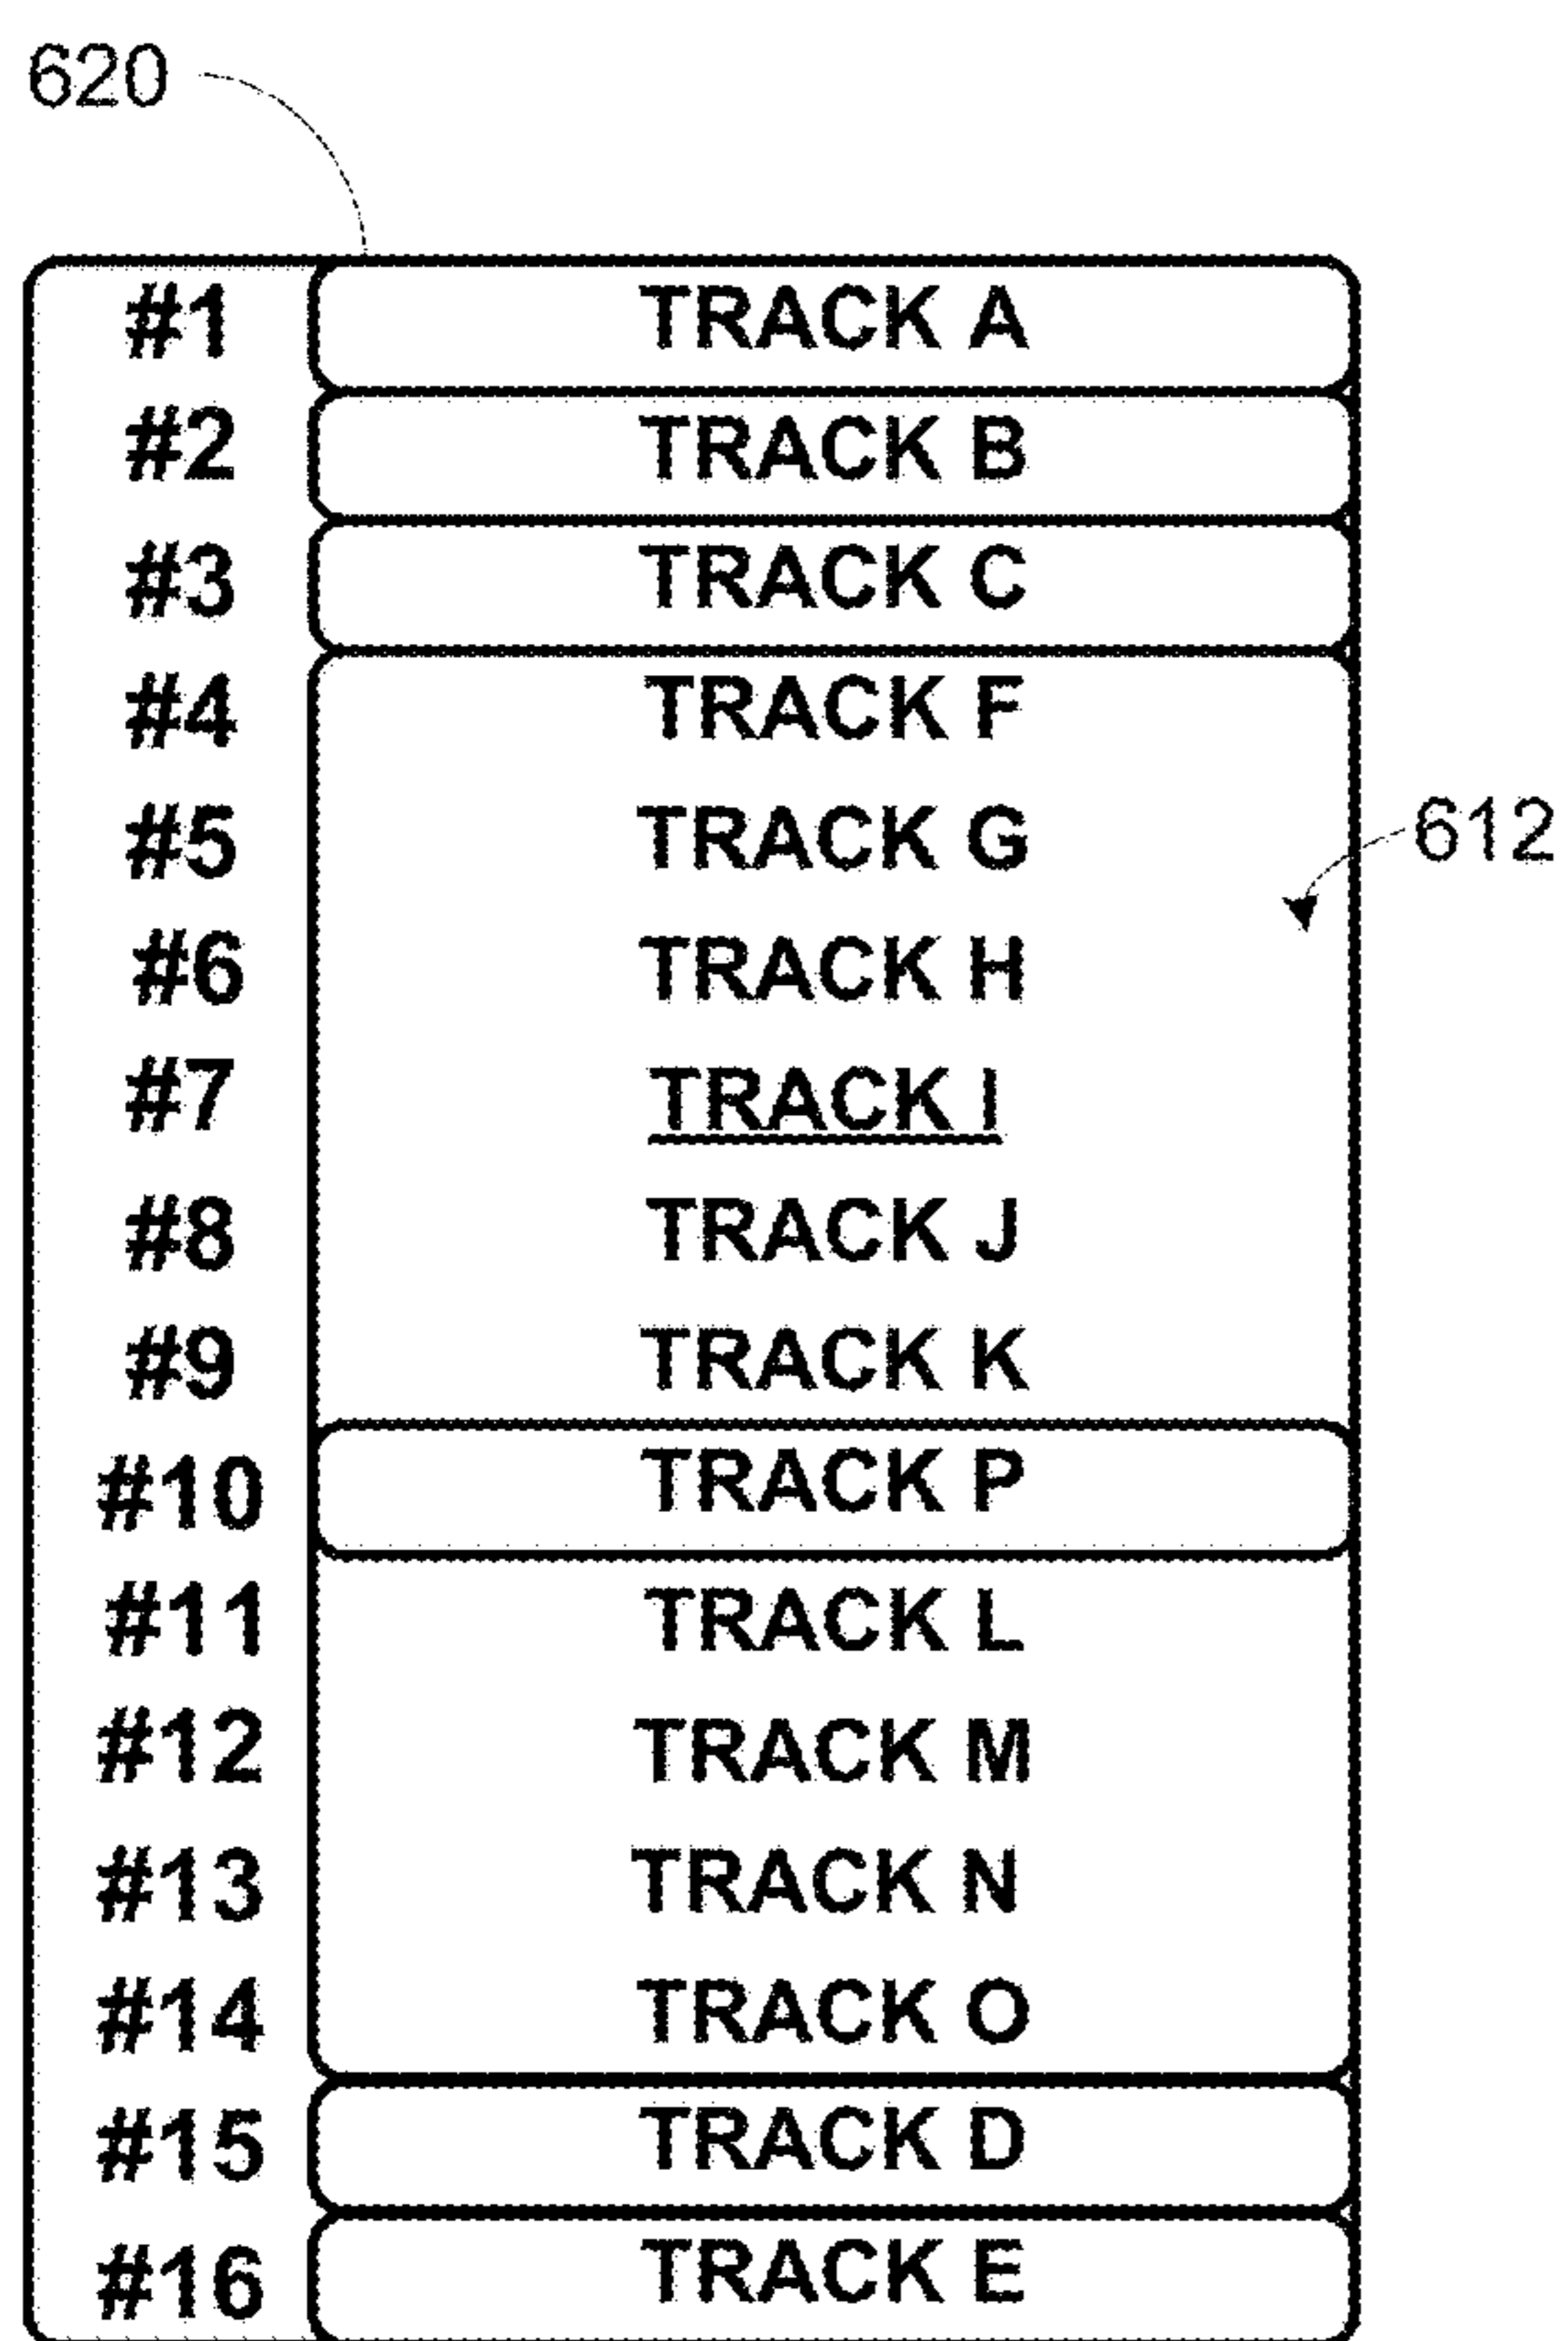 620
#1 TRACK A
#2 TRACK B
#3 TRACK C
#4 TRACK F
#5 TRACK G
612
#6 TRACK H
#7 TRACK I
#8 TRACK J
#9 TRACK K
#10 TRACK P
#11 TRACK L
#12 TRACK M
#13 TRACK N
#14 TRACK O
#15 TRACK D
#16 TRACK E